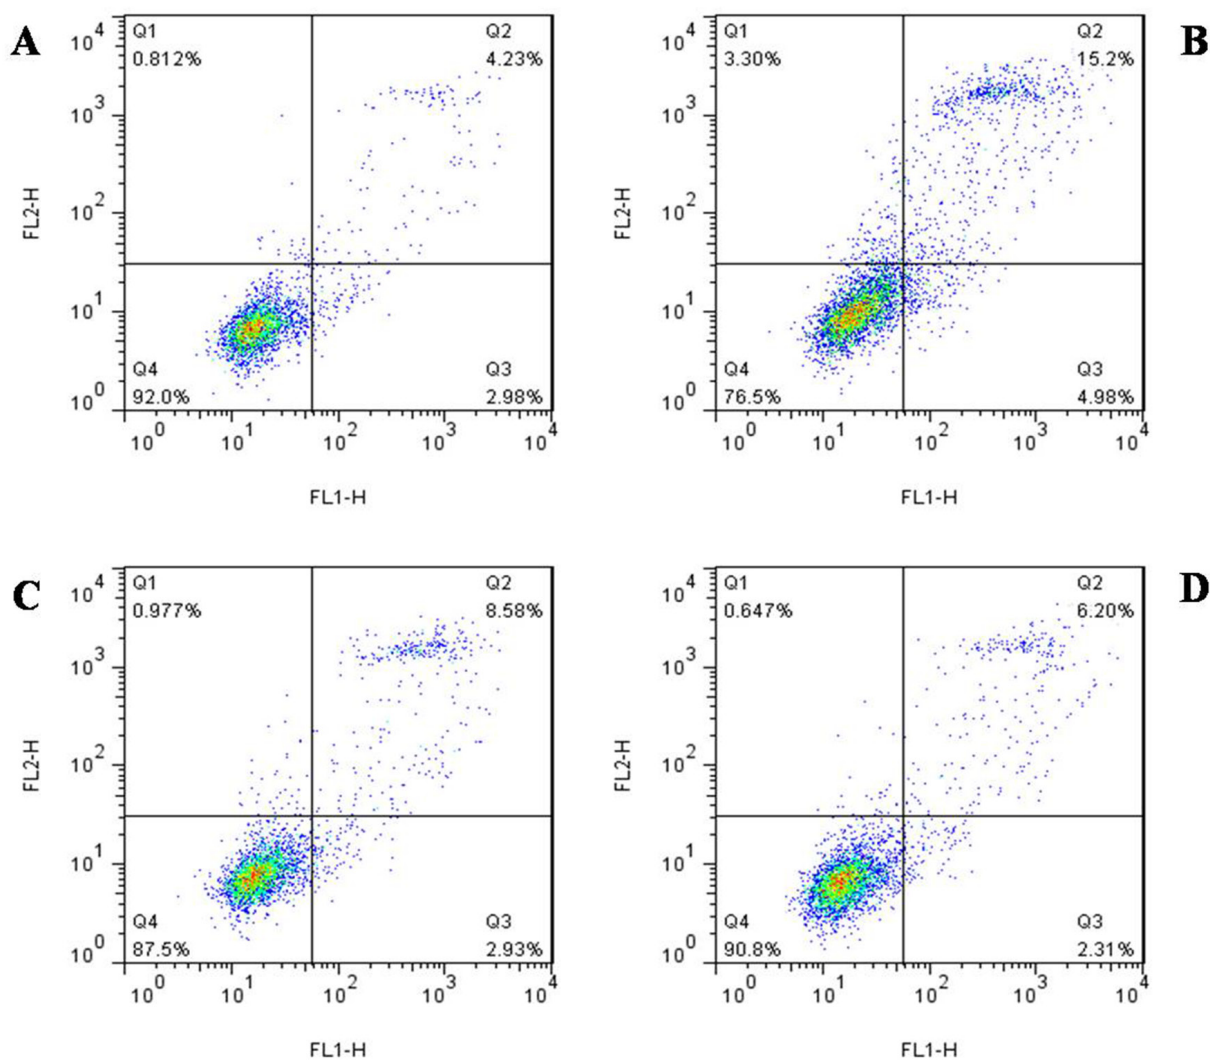 A
Q1
0.812%
Q2
4.23%
Q4
92.0%
Q3
2.98%
10^4
10^3
10^2
10^1
10^0
FL2-H
10^0 10^1 10^2 10^3 10^4
FL1-H
B
Q1
3.30%
Q2
15.2%
Q4
76.5%
Q3
4.98%
10^4
10^3
10^2
10^1
10^0
FL2-H
10^0 10^1 10^2 10^3 10^4
FL1-H
C
Q1
0.977%
Q2
8.58%
Q4
87.5%
Q3
2.93%
10^4
10^3
10^2
10^1
10^0
FL2-H
10^0 10^1 10^2 10^3 10^4
FL1-H
D
Q1
0.647%
Q2
6.20%
Q4
90.8%
Q3
2.31%
10^4
10^3
10^2
10^1
10^0
FL2-H
10^0 10^1 10^2 10^3 10^4
FL1-H